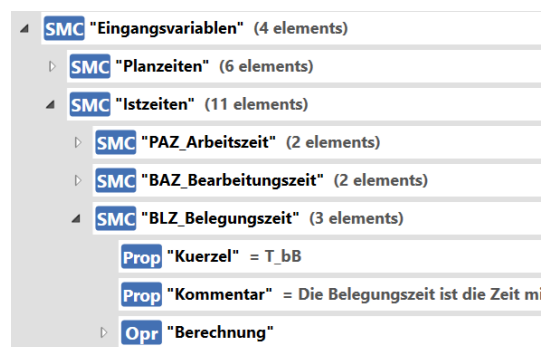 SMC "Eingangsvariablen" (4 elements)
SMC "Planzeiten" (6 elements)
SMC "Istzeiten" (11 elements)
SMC "PAZ_Arbeitszeit" (2 elements)
SMC "BAZ_Bearbeitungszeit" (2 elements)
SMC "BLZ_Belegungszeit" (3 elements)
Prop "Kuerzel" = T_bB
Prop "Kommentar" = Die Belegungszeit ist die Zeit mi
Opr "Berechnung"